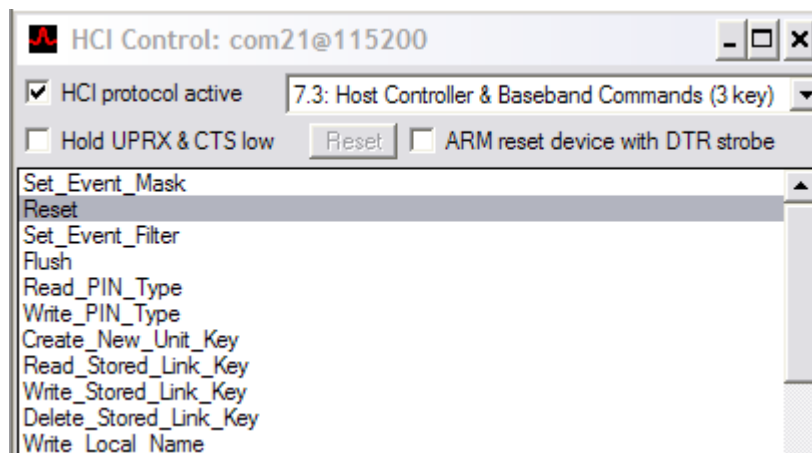 HCI Control: com21@115200
HCI protocol active 7.3: Host Controller & Baseband Commands (3 key)
Hold UPRX & CTS low Reset ARM reset device with DTR strobe
Set_Event_Mask
Reset
Set_Event_Filter
Flush
Read_PIN_Type
Write_PIN_Type
Create_New_Unit_Key
Read_Stored_Link_Key
Write_Stored_Link_Key
Delete_Stored_Link_Key
Write_Local_Name